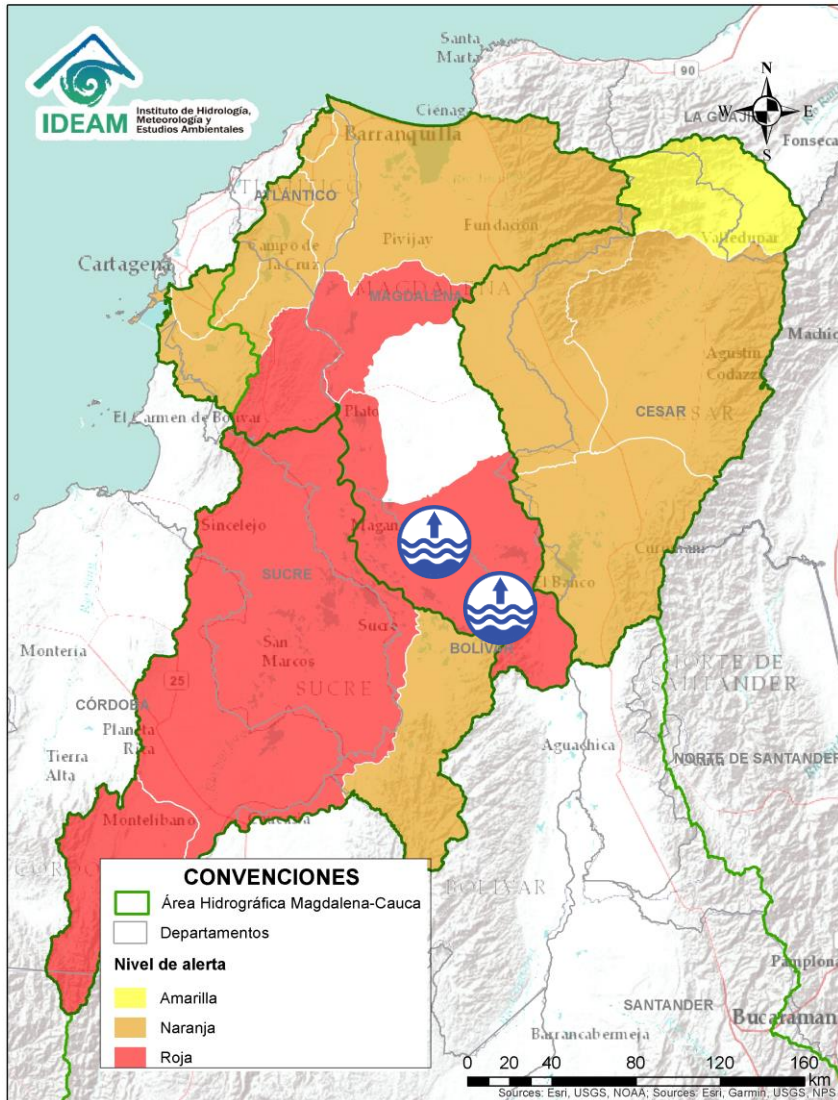 IDEAM
Instituto de Hidrología,
Meteorología y
Estudios Ambientales
Santa
Marta
90
N
W
E
S
LA GUAJI
Fonseca
Ciénaga
Barranquilla
ATLÁNTICO
Fundación
Pivijay
Valledupar
Campo de
la Cruz
Cartagena
MAGDALENA
Agustín
Codazzi
El Carmen de Bolívar
Plato
CESAR
Sincelejo
Magan
SUCRE
El Banco
Sucre
BOLÍVAR
Montería
San
Marcos
SUCRE
25
CÓRDOBA
Planeta
Rica
Tierra
Alta
Aguachica
NORTE DE
SANTANDER
NORTE DE SANTANDER
Montelíbano
BOLÍVAR
Pamplona
SANTANDER
Bucaraman
Barrancabermeja
CONVENCIONES
Área Hidrográfica Magdalena-Cauca
Departamentos
Nivel de alerta
Amarilla
Naranja
Roja
0 20 40 80 120 160
km
Sources: Esri, USGS, NOAA; Sources: Esri, Garmin, USGS, NPS